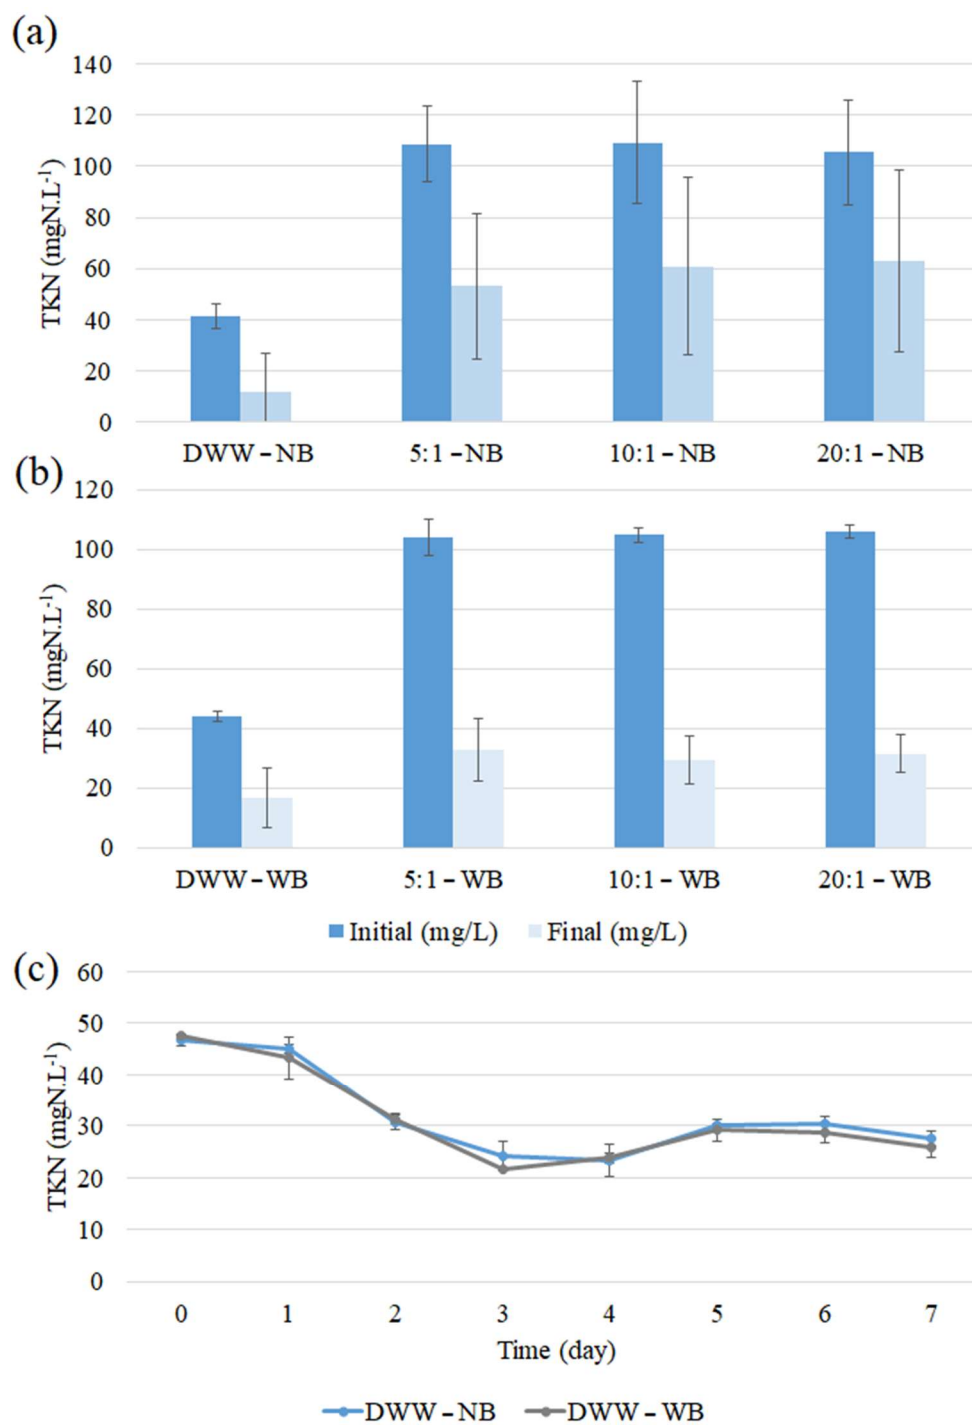 (a)
140
120
100
80
60
40
20
0
TKN (mgN.L-1)
DWW – NB 5:1 – NB 10:1 – NB 20:1 – NB
(b)
120
100
80
60
40
20
0
TKN (mgN.L-1)
DWW – WB 5:1 – WB 10:1 – WB 20:1 – WB
Initial (mg/L) Final (mg/L)
(c)
60
50
40
30
20
10
0
TKN (mgN.L-1)
0 1 2 3 4 5 6 7
Time (day)
DWW – NB DWW – WB